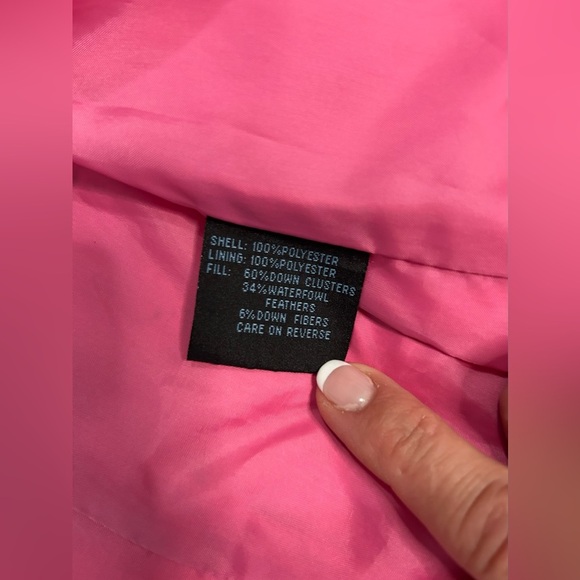 SHELL: 100%POLYESTER
LINING: 100%POLYESTER
FILL: 60%DOWN CLUSTERS
34%WATERFOWL
FEATHERS
6%DOWN FIBERS
CARE ON REVERSE